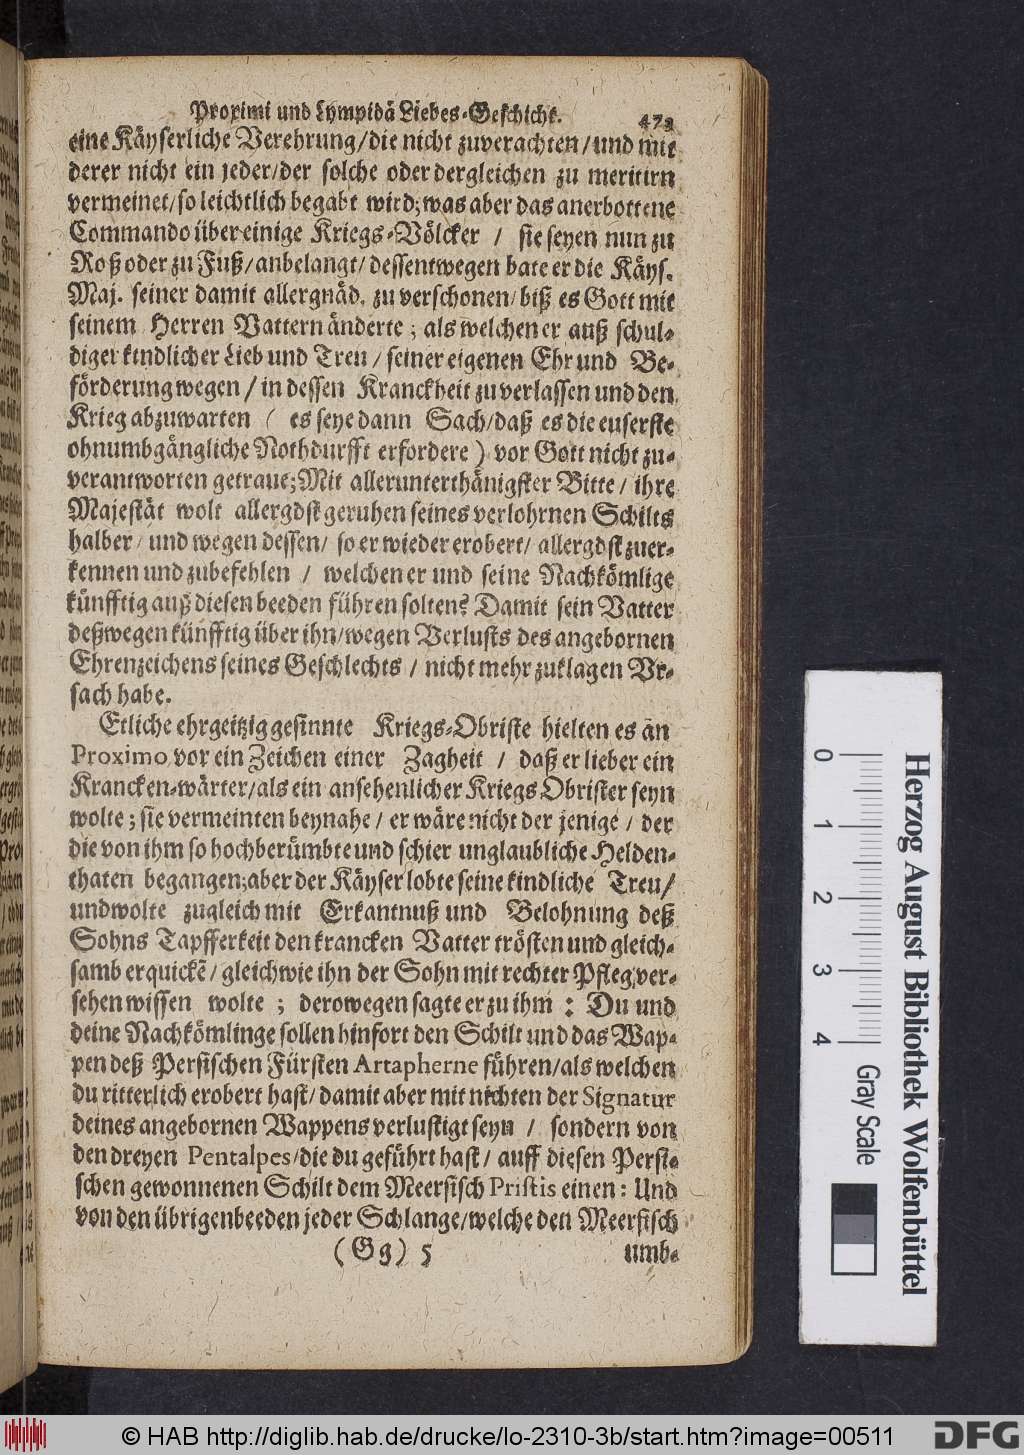 Proximi und Lympidä Liebes-Geschicht. 473
eine Käyserliche Verehrung/die nicht zuverachten/und mit
derer nicht ein jeder/der solche oder dergleichen zu meritirn
vermeinet/so leichtlich begabt wird; was aber das anerbottene
Commando über einige Kriegs-Völcker / sie seyen nun zu
Roß oder zu Fuß/anbelangt/dessentwegen bate er die Käys.
Maj. seiner damit allergnäd. zu verschonen/biß es Gott mit
seinem Herren Vattern änderte; als welchen er auß schul-
diger kindlicher Lieb und Treu/seiner eigenen Ehr und Be-
förderung wegen/in dessen Kranckheit zu verlassen und den
Krieg abzuwarten ( es seye dann Sach/daß es die euserste
ohnumbgängliche Nothdurfft erfordere) vor Gott nicht zu-
verantworten getraut; Mit allerunterthänigster Bitte/ihre
Majestät wolt allergdst geruhen seines verlohrnen Schilts
halber/und wegen dessen/so er wieder erobert/allergdst zuer-
kennen und zubefehlen / welchen er und seine Nachkömlige
künfftig auß diesen beeden führen solten? Damit sein Vatter
deßwegen künfftig über ihn/wegen Verlusts des angebornen
Ehrenzeichens seines Geschlechts / nicht mehr zuklagen Vr-
sach habe.
Etliche ehrgeitzig gesinnte Kriegs-Obriste hielten es an
Proximo vor ein Zeichen einer Zagheit / daß er lieber ein
Krancken-wärter/als ein ansehenlicher Kriegs Obrister seyn
wolte; sie vermeinten beynahe/er wäre nicht der jenige/der
die von ihm so hochberümbte und schier unglaubliche Helden-
thaten begangen; aber der Käyser lobte seine kindliche Treu/
und wolte zugleich mit Erkantnuß und Belohnung deß
Sohns Tapfferkeit den krancken Vatter trösten und gleich-
samb erquickẽ/gleichwie ihn der Sohn mit rechter Pfleg ver-
sehen wissen wolte; derowegen sagte er zu ihm: Du und
deine Nachkömlinge sollen hinfort den Schilt und das Wap-
pen deß Persischen Fürsten Artapherne führen/als welchen
du ritterlich erobert hast/damit aber mit nichten der Signatur
deines angebornen Wappens verlustigt seyn / sondern von
den dreyen Pentalpes/die du geführt hast/auff diesen Persi-
schen gewonnenen Schilt dem Meerfisch Pristis einen: Und
von den übrigen beeden jeder Schlange/welche den Meerfisch
(Gg) 5 umb-
Herzog August Bibliothek Wolfenbüttel
0 1 2 3 4 Gray Scale
© HAB http://diglib.hab.de/drucke/lo-2310-3b/start.htm?image=00511
DFG